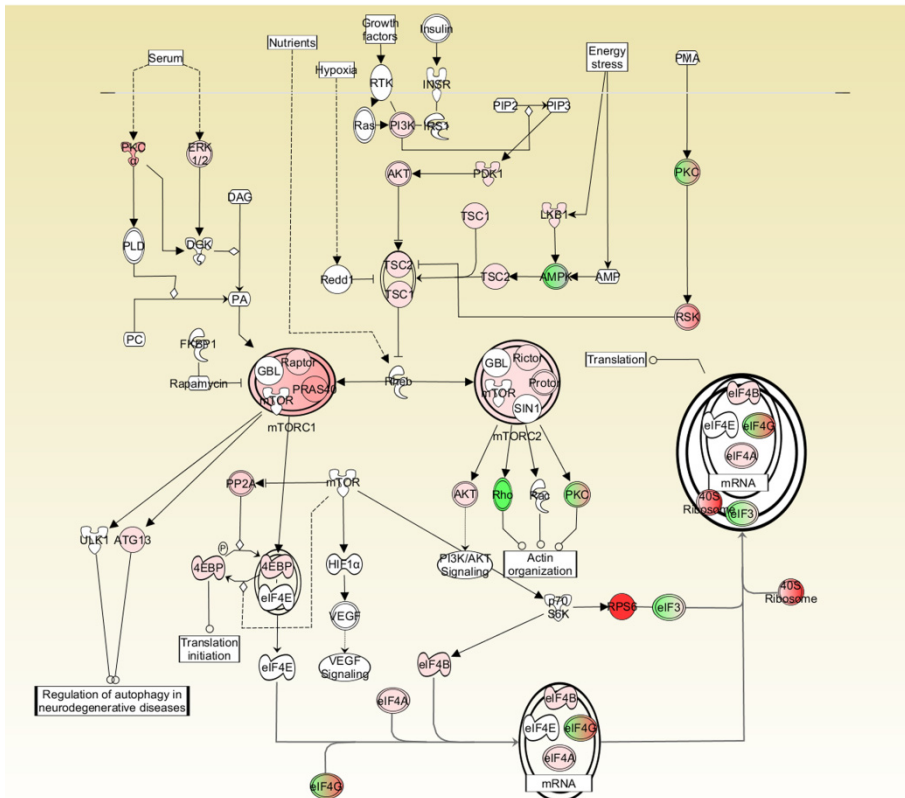 Growth
factors
Insulin
Nutrients
Energy
stress
Serum
Hypoxia
PMA
RTK
INSR
PIP2
PIP3
Ras
PI3K
IRS1
PKC
α
ERK
1/2
AKT
PDK1
PKC
DAG
TSC1
LKB1
PLD
DGK
ζ
TSC2
Redd1
TSC2
AMPK
AMP
TSC1
PA
RSK
PC
FKBP1
Translation
GBL
Raptor
GBL
Rictor
Rapamycin
PRAS40
Rheb
Protor
mTOR
mTOR
SIN1
eIF4B
mTORC1
mTORC2
eIF4E
eIF4G
eIF4A
mRNA
PP2A
mTOR
AKT
Rho
Rac
PKC
40S
Ribosome
eIF3
ULK1
ATG13
P
4EBP
4EBP
HIF1α
PI3K/AKT
Signaling
Actin
organization
eIF4E
p70
S6K
RPS6
eIF3
40S
Ribosome
VEGF
Translation
initiation
eIF4E
VEGF
Signaling
eIF4B
Regulation of autophagy in
neurodegenerative diseases
eIF4A
eIF4B
eIF4E
eIF4G
eIF4A
eIF4G
mRNA